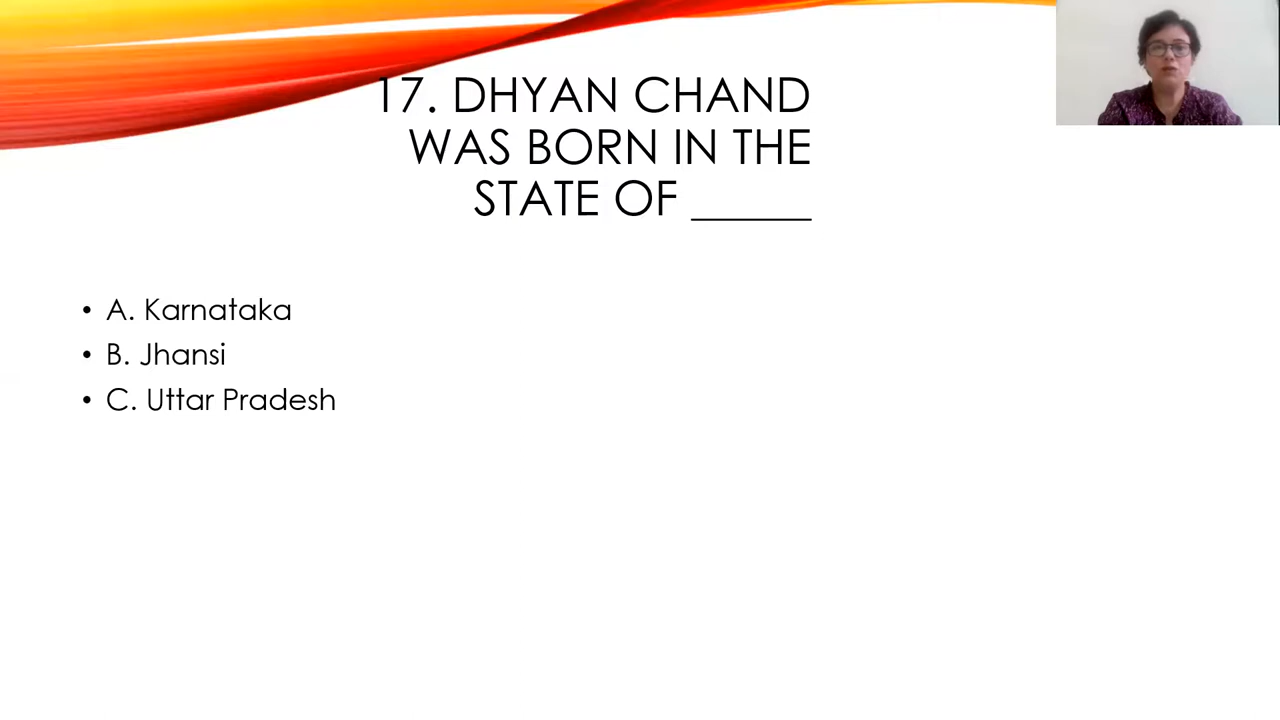 17. DHYAN CHAND
WAS BORN IN THE
STATE OF ______
• A. Karnataka
• B. Jhansi
• C. Uttar Pradesh